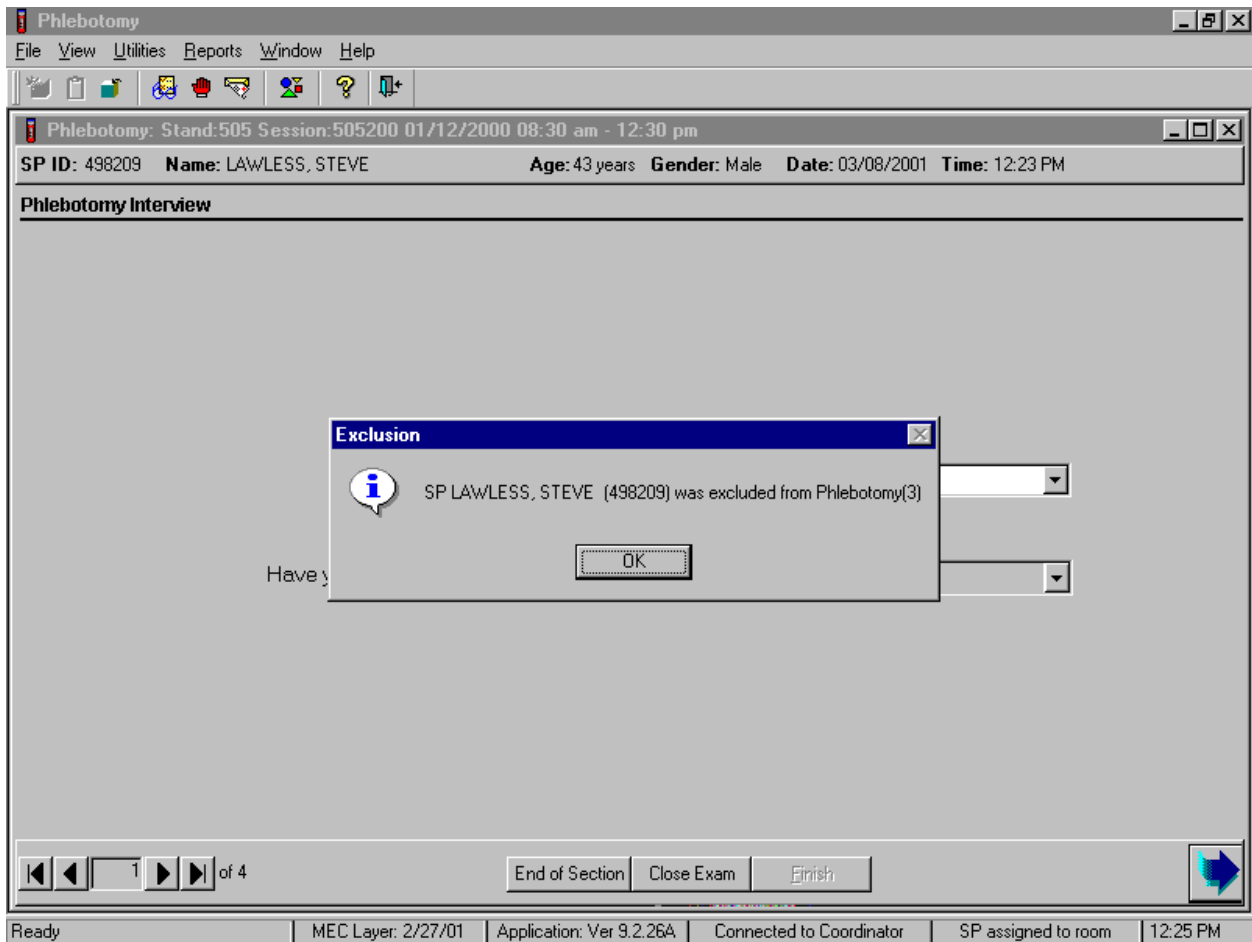 Phlebotomy
File View Utilities Reports Window Help
Phlebotomy: Stand:505 Session:505200 01/12/2000 08:30 am - 12:30 pm
SP ID: 498209 Name: LAWLESS, STEVE Age: 43 years Gender: Male Date: 03/08/2001 Time: 12:23 PM
Phlebotomy Interview
Exclusion
SP LAWLESS, STEVE (498209) was excluded from Phlebotomy(3)
OK
Have
1 of 4 End of Section Close Exam Finish
Ready MEC Layer: 2/27/01 Application: Ver 9.2.26A Connected to Coordinator SP assigned to room 12:25 PM